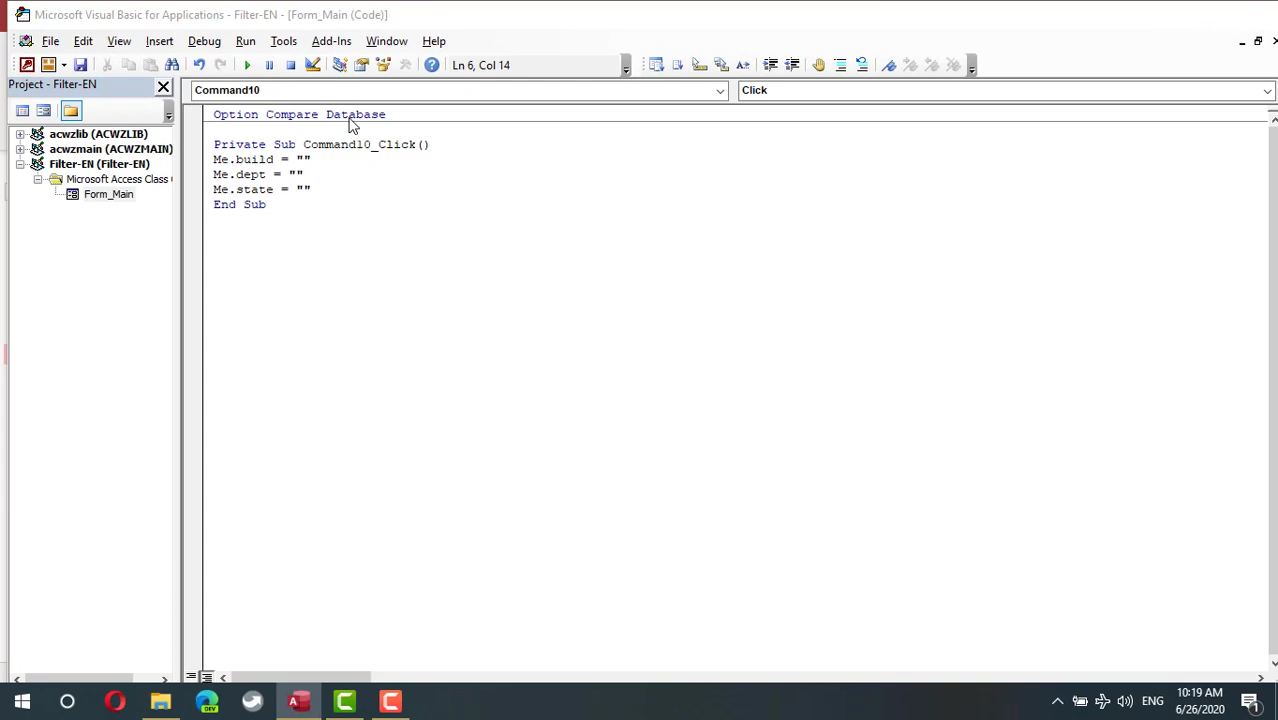 Microsoft Visual Basic for Applications - Filter-EN - [Form_Main (Code)]
File Edit View Insert Format Debug Run Tools Add-Ins Window Help
Ln 6, Col 14
Project - Filter-EN
Command10
Click
acwzlib (ACWZLIB)
acwzmain (ACWZMAIN)
Filter-EN (Filter-EN)
Microsoft Access Class
Form_Main
Option Compare Database
Private Sub Command10_Click()
Me.build = ""
Me.dept = ""
Me.state = ""
End Sub
DEV
ENG
10:19 AM
6/26/2020
1